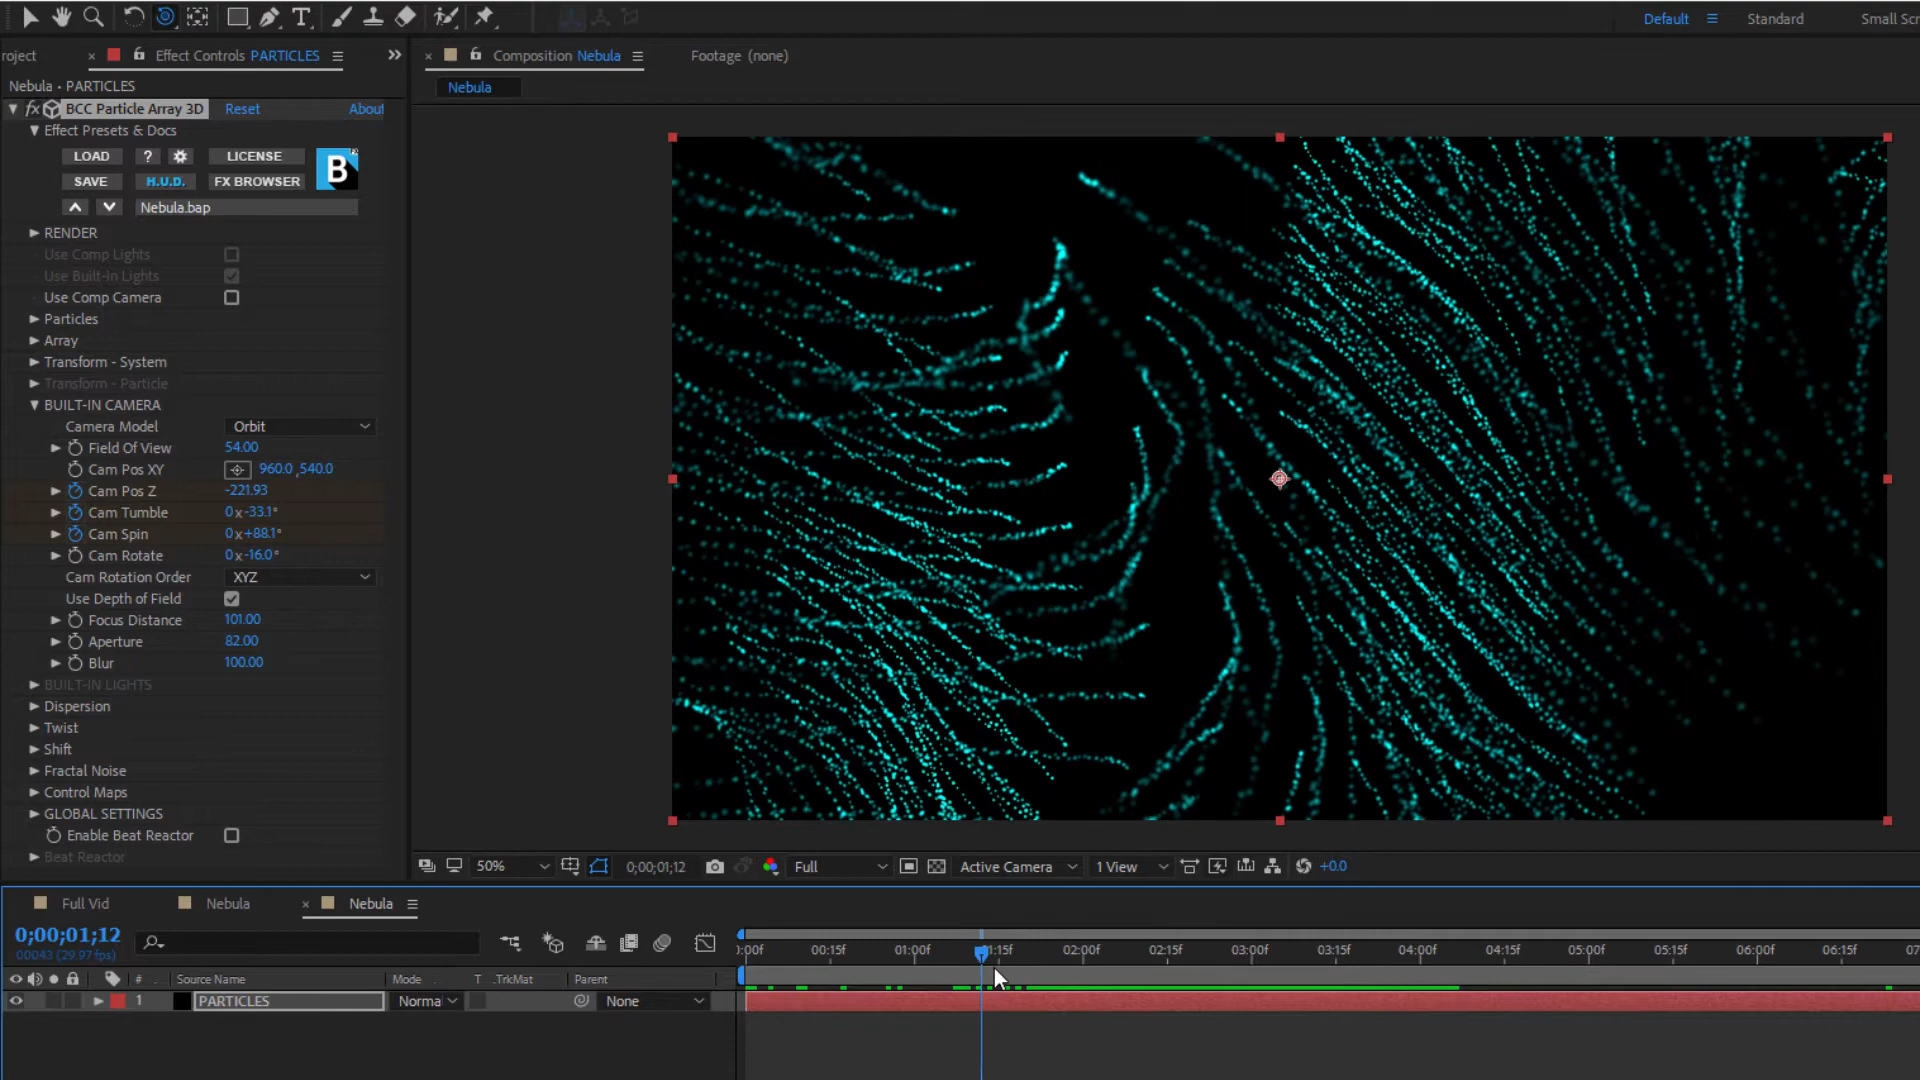 Default
Standard
Small Scr
roject
Effect Controls PARTICLES
Composition Nebula
Footage (none)
Nebula • PARTICLES
Nebula
fx BCC Particle Array 3D
Reset
About
Effect Presets & Docs
LOAD
?
LICENSE
B
SAVE
H.U.D.
FX BROWSER
Nebula.bap
RENDER
Use Comp Lights
Use Built-In Lights
Use Comp Camera
Particles
Array
Transform - System
Transform - Particle
BUILT-IN CAMERA
Camera Model Orbit
Field Of View 54.00
Cam Pos XY 960.0 ,540.0
Cam Pos Z -221.93
Cam Tumble 0x-33.1°
Cam Spin 0x+88.1°
Cam Rotate 0x-16.0°
Cam Rotation Order XYZ
Use Depth of Field
Focus Distance 101.00
Aperture 82.00
Blur 100.00
BUILT-IN LIGHTS
Dispersion
Twist
Shift
Fractal Noise
Control Maps
GLOBAL SETTINGS
Enable Beat Reactor
Beat Reactor
50%
0;00;01;12
Full
Active Camera
1 View
+0.0
Full Vid
Nebula
Nebula
0;00;01;12
00043 (29.97 fps)
):00f 00:15f 01:00f 1:15f 02:00f 02:15f 03:00f 03:15f 04:00f 04:15f 05:00f 05:15f 06:00f 06:15f 07
# Source Name Mode T .TrkMat Parent
1 PARTICLES Norma None